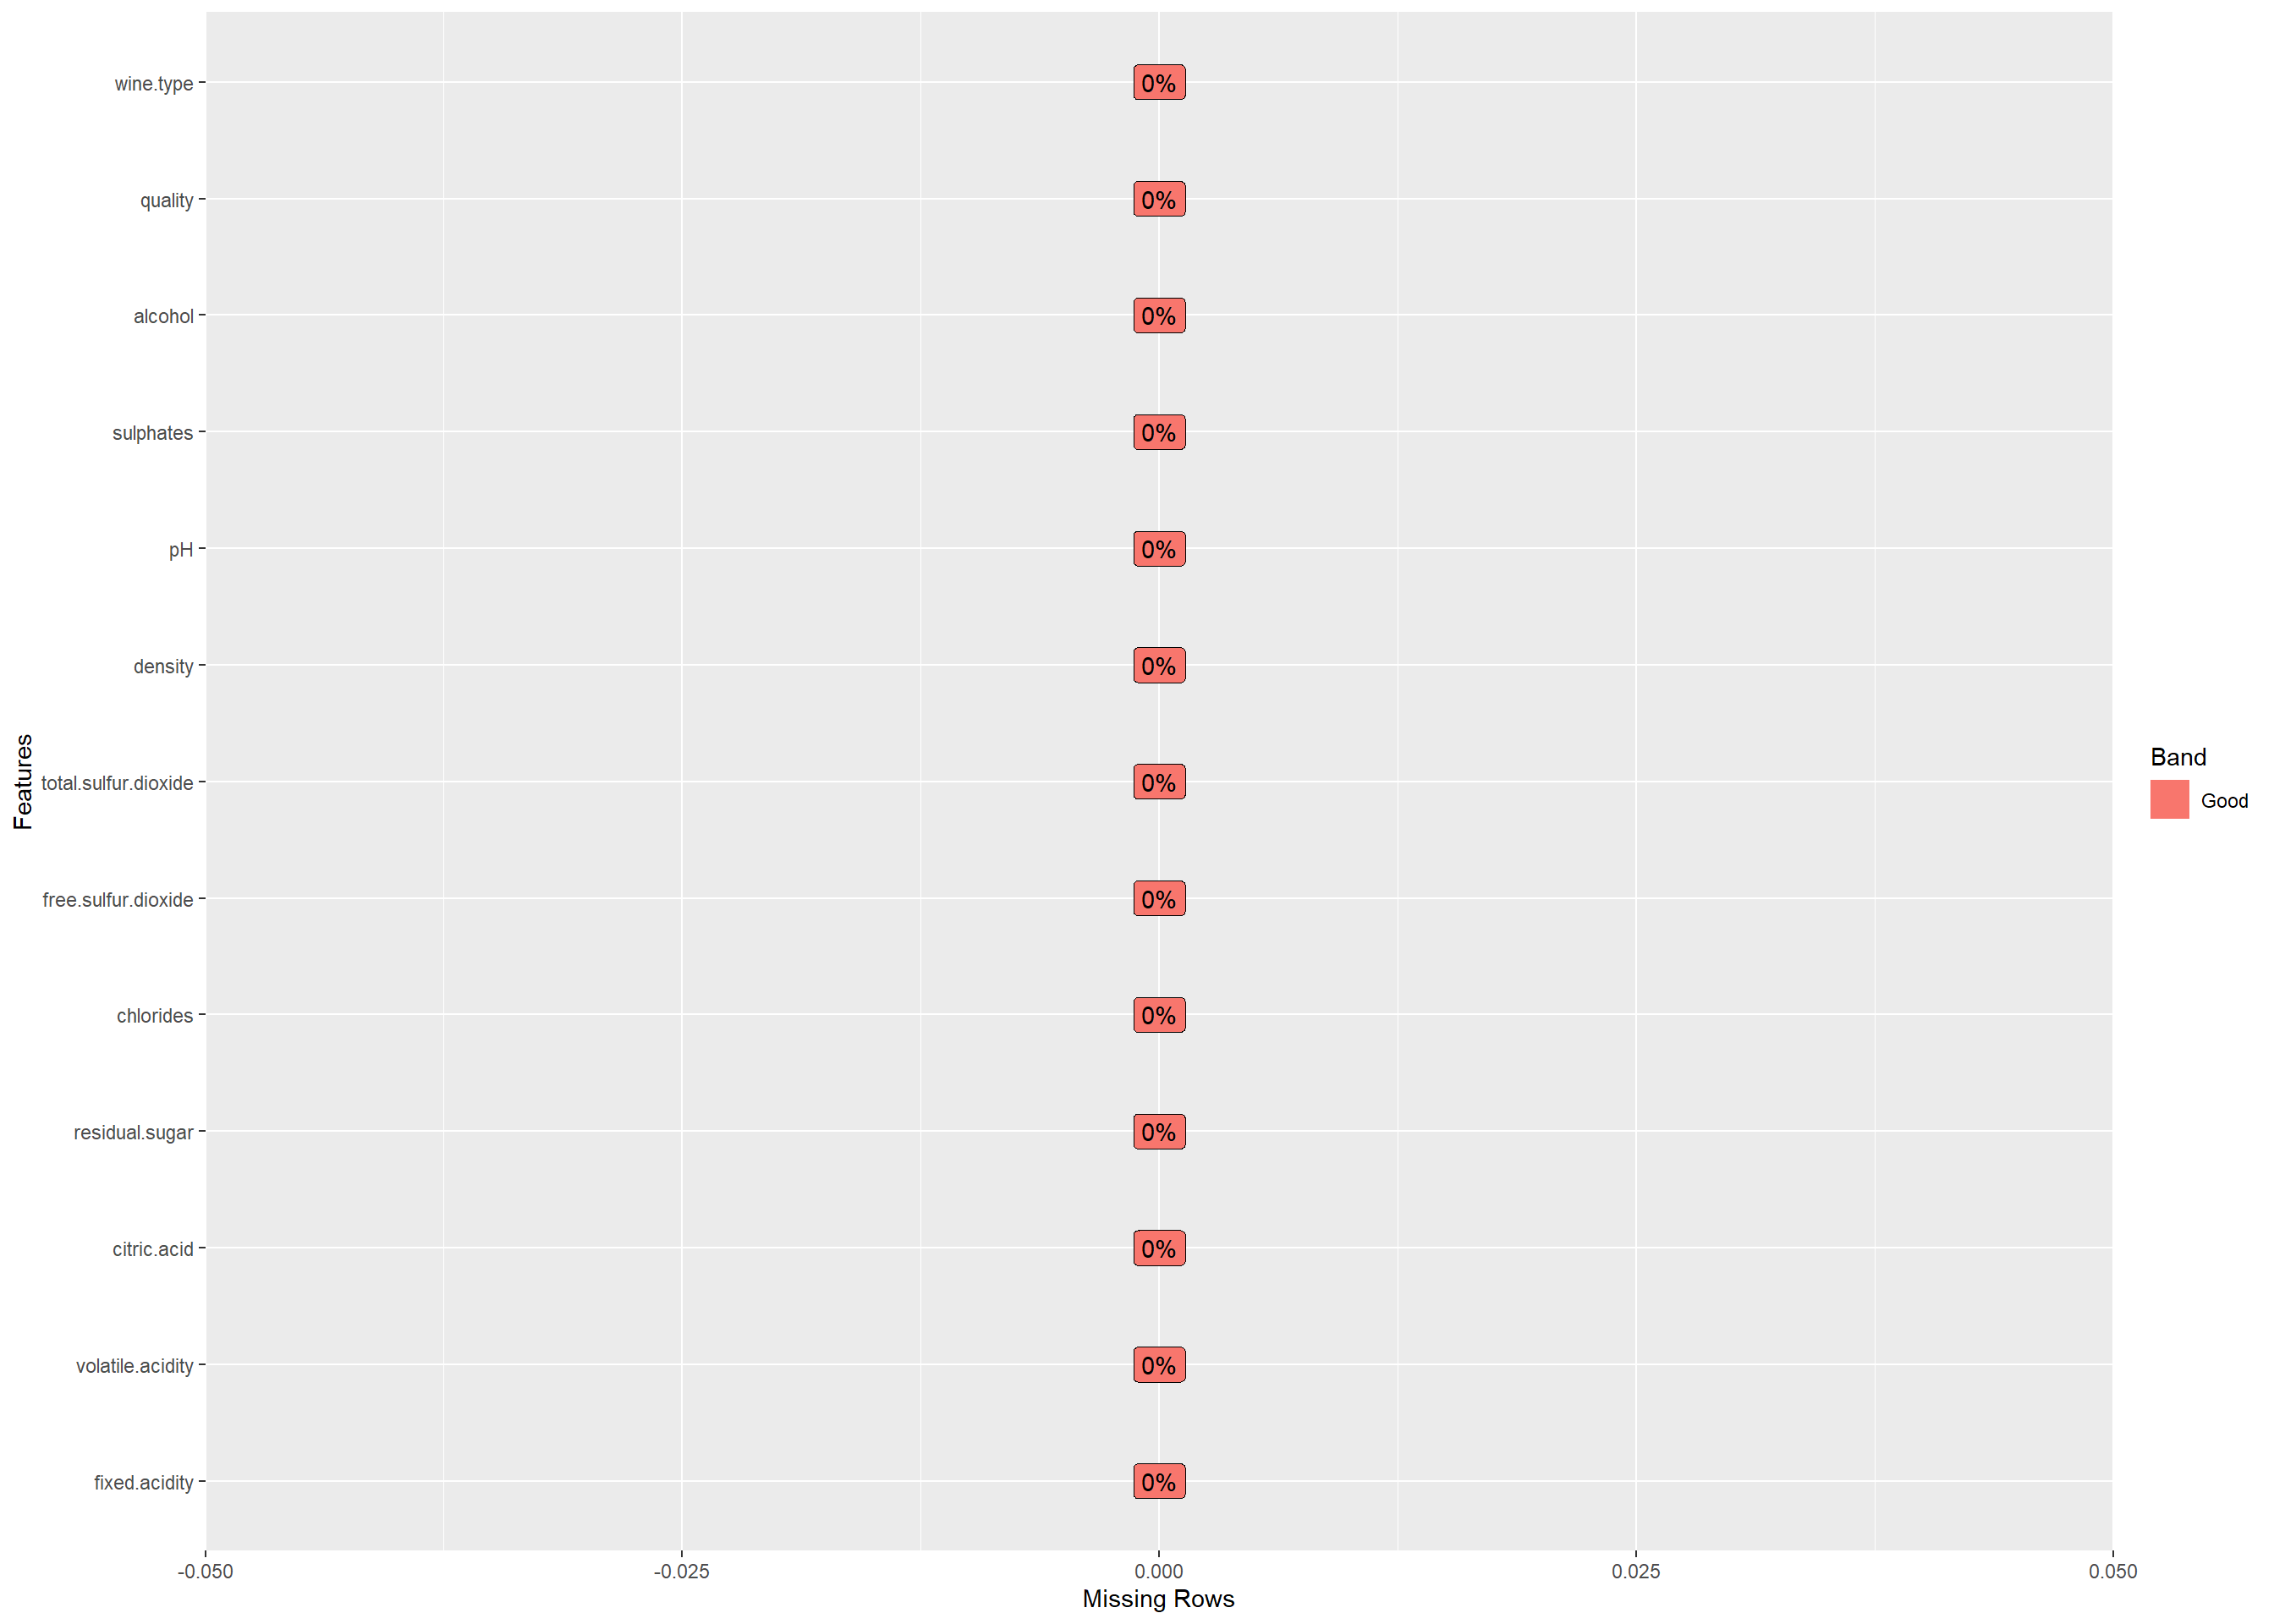 wine.type
0%
quality
0%
alcohol
0%
sulphates
0%
pH
0%
density
0%
total.sulfur.dioxide
0%
free.sulfur.dioxide
0%
chlorides
0%
residual.sugar
0%
citric.acid
0%
volatile.acidity
0%
fixed.acidity
0%
Features
-0.050
-0.025
0.000
0.025
0.050
Missing Rows
Band
Good